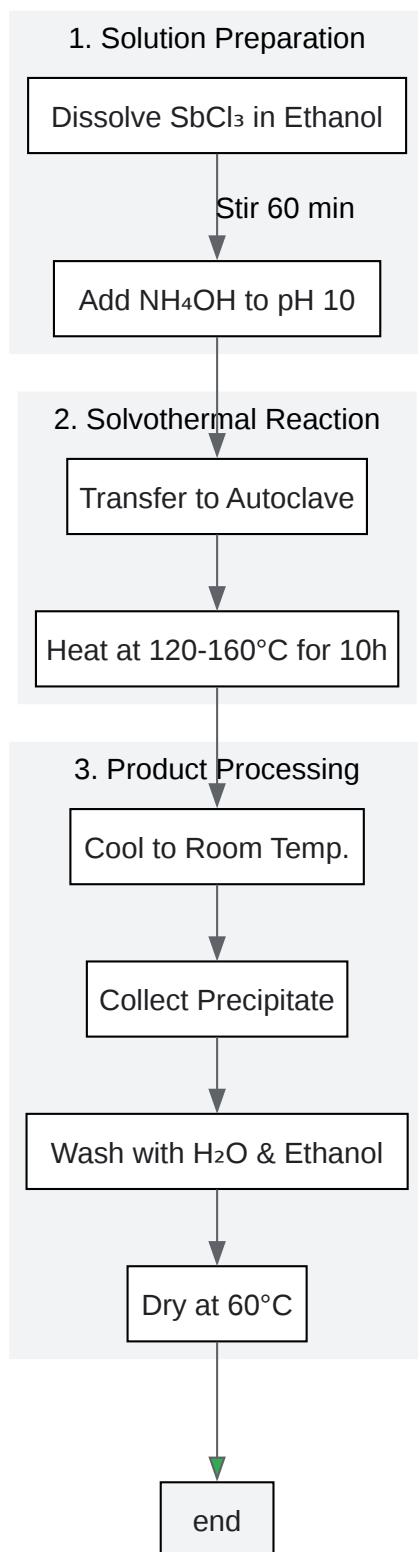 1. Solution Preparation
Dissolve SbCl₃ in Ethanol
Stir 60 min
Add NH₄OH to pH 10
2. Solvothermal Reaction
Transfer to Autoclave
Heat at 120-160°C for 10h
3. Product Processing
Cool to Room Temp.
Collect Precipitate
Wash with H₂O & Ethanol
Dry at 60°C
end